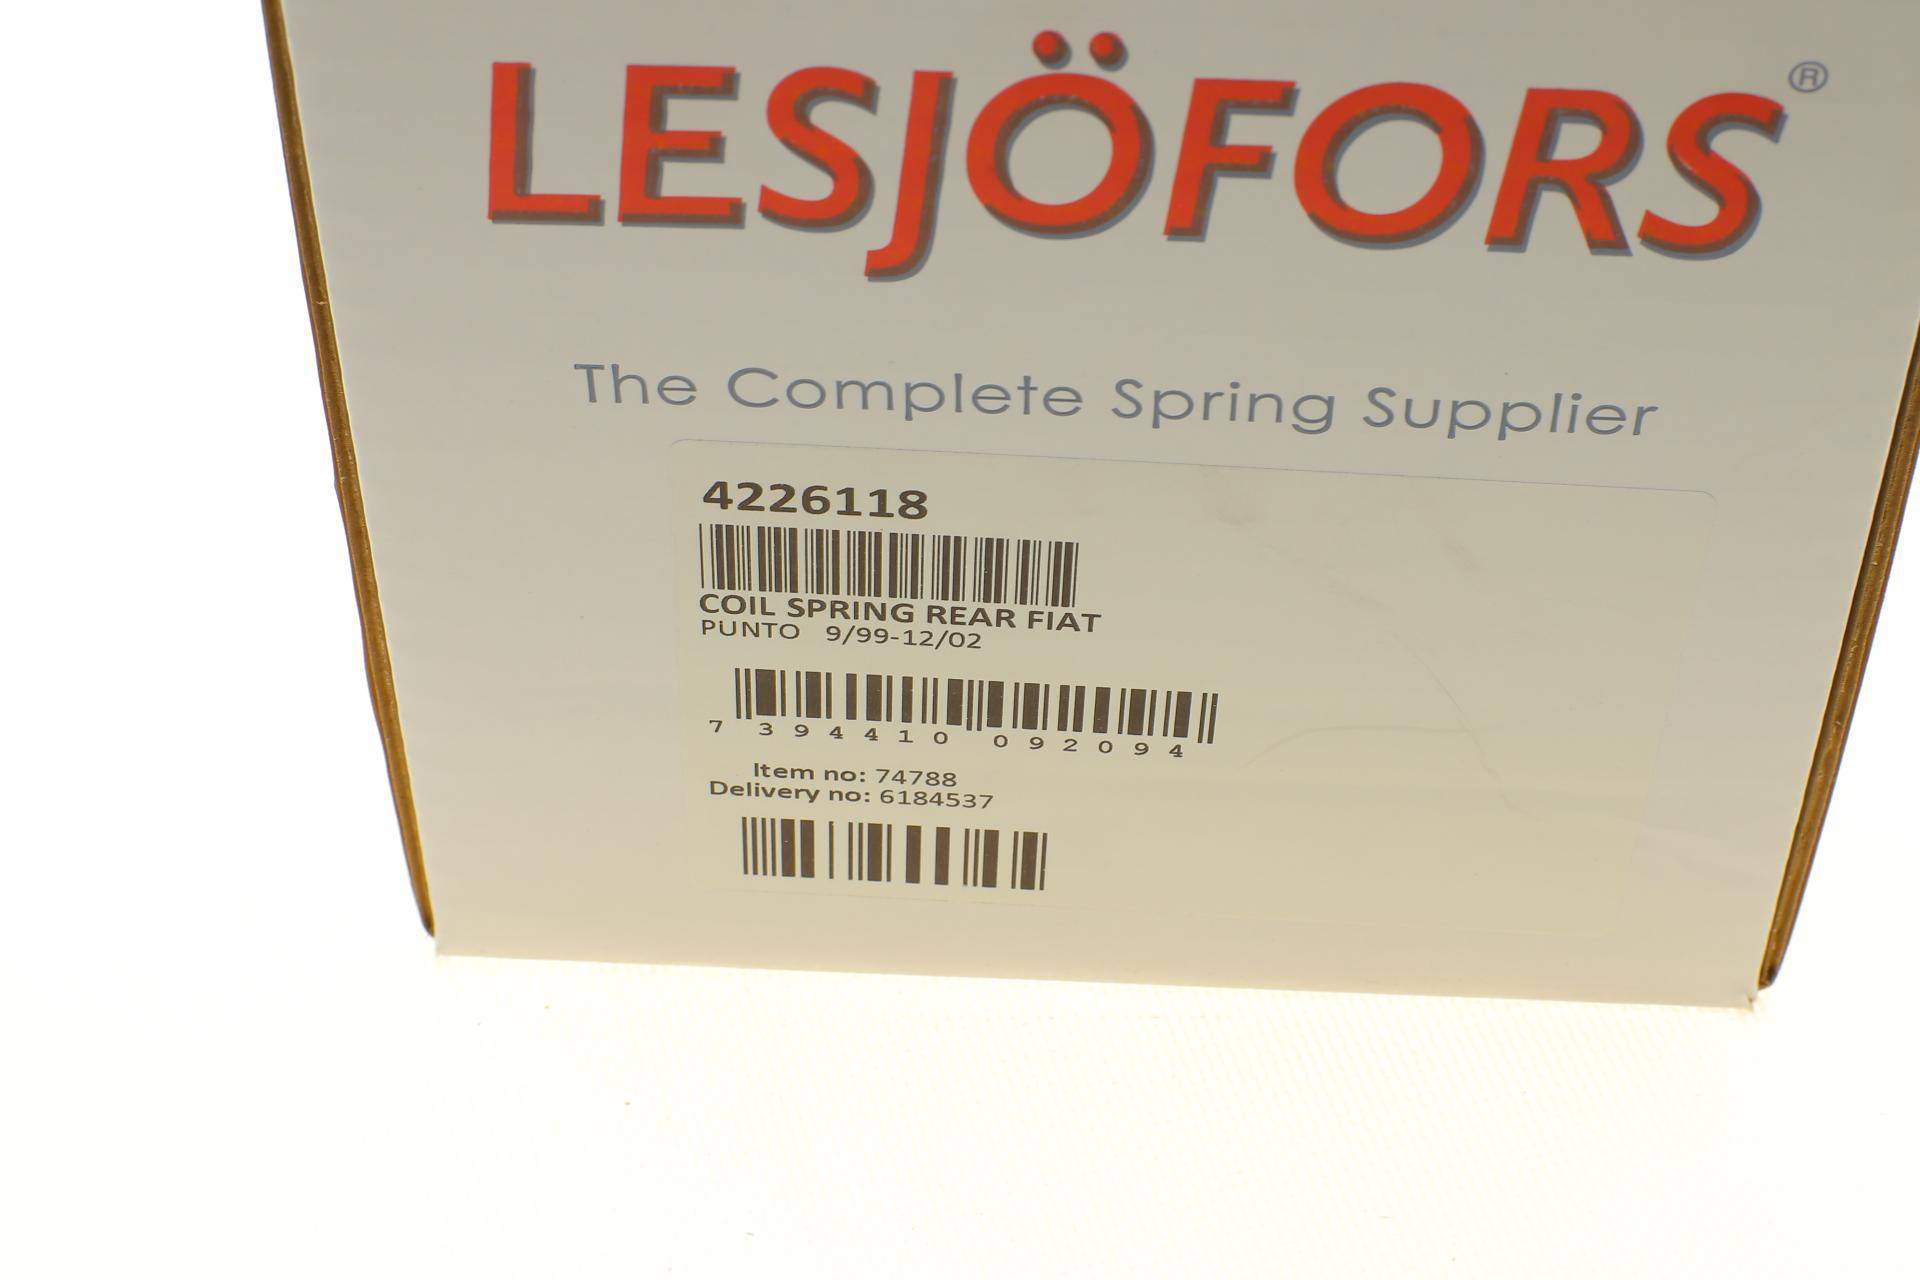 LESJÖFORS®
The Complete Spring Supplier
4226118
COIL SPRING REAR FIAT
PUNTO 9/99-12/02
7 394410 092094
Item no: 74788
Delivery no: 6184537